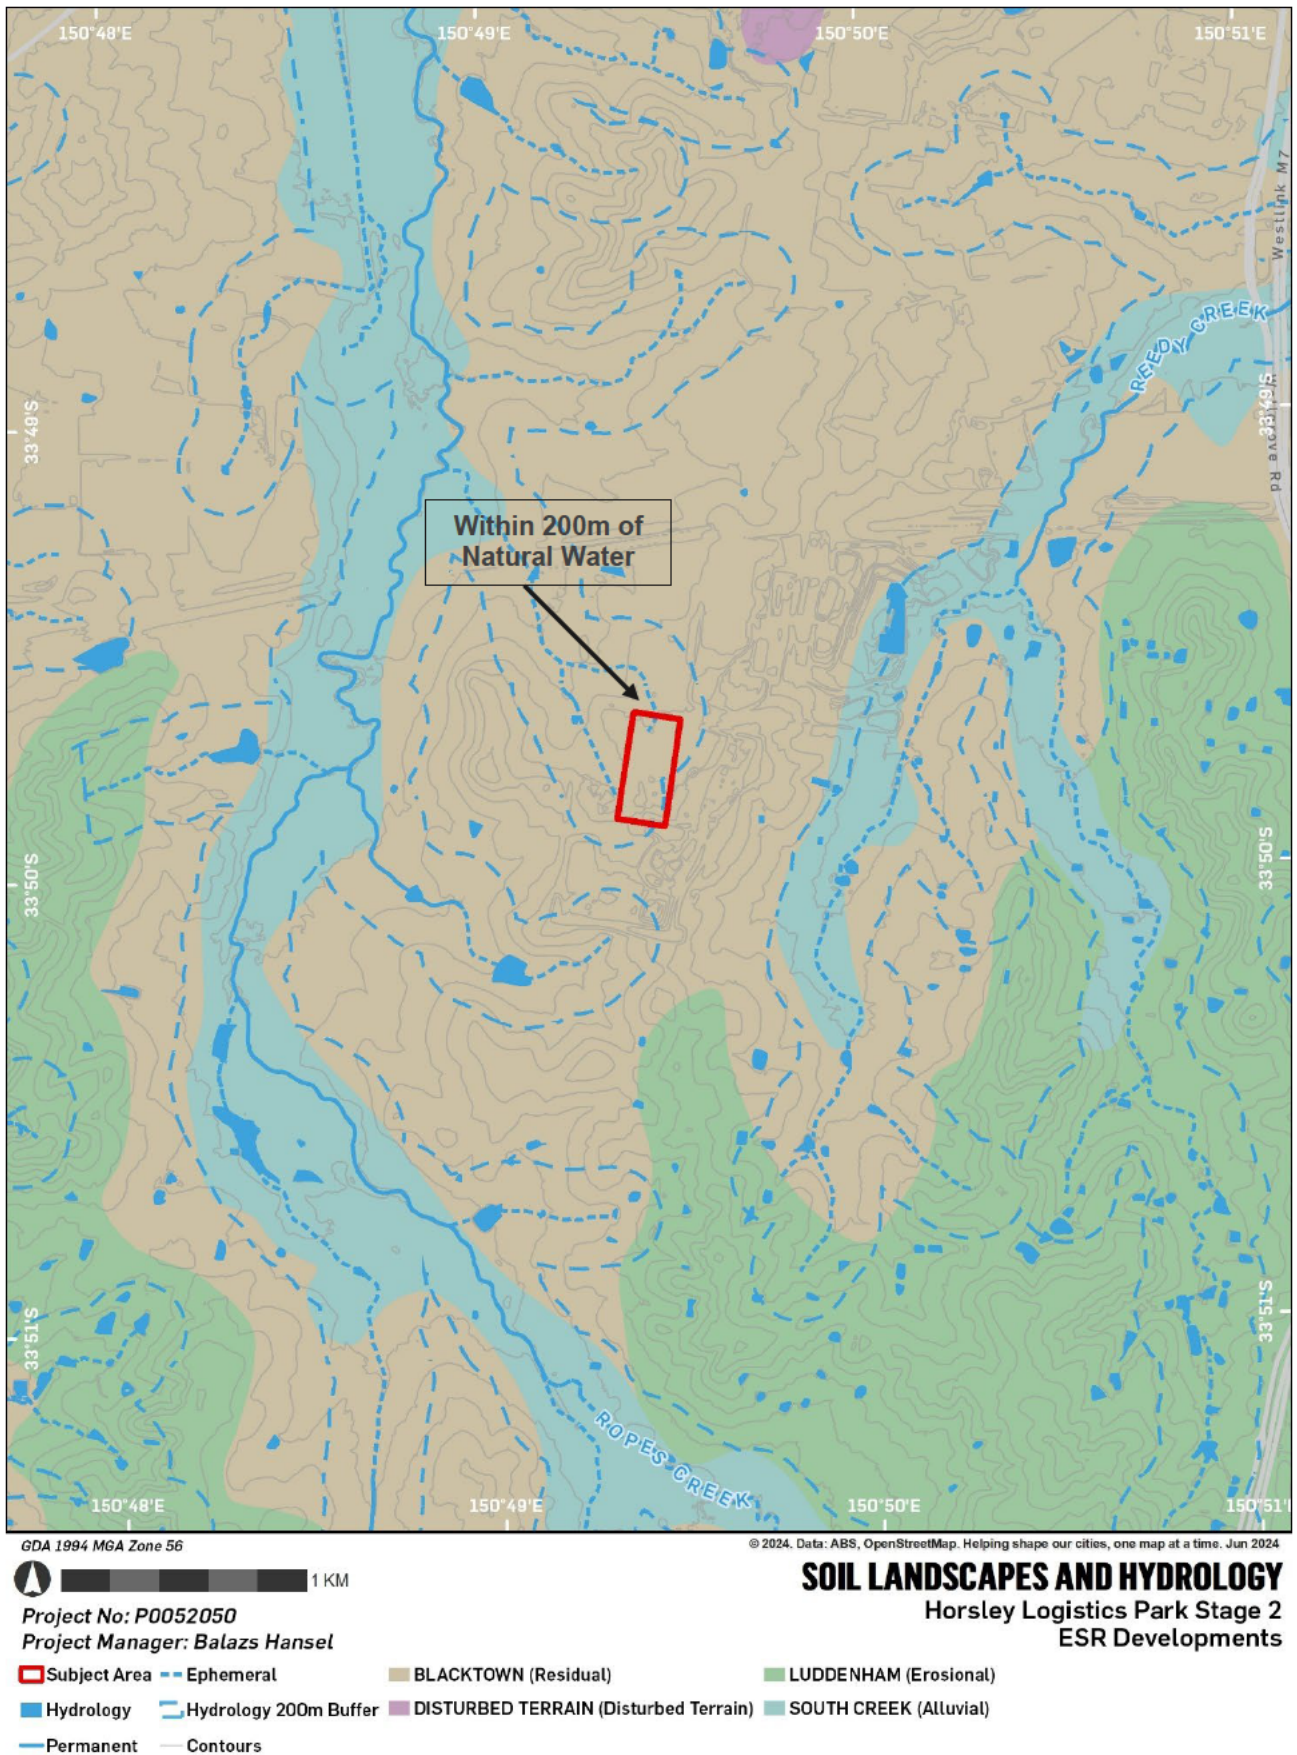 150°48'E
150°49'E
150°50'E
150°51'E
Westlink M7
REEDY CREEK
33°49'S
33°49'S
Within 200m of
Natural Water
33°50'S
33°50'S
33°51'S
33°51'S
ROPES CREEK
150°48'E
150°49'E
150°50'E
GDA 1994 MGA Zone 56
© 2024. Data: ABS, OpenStreetMap. Helping shape our cities, one map at a time. Jun 2024
1 KM
SOIL LANDSCAPES AND HYDROLOGY
Horsley Logistics Park Stage 2
ESR Developments
Project No: P0052050
Project Manager: Balazs Hansel
Subject Area
Ephemeral
BLACKTOWN (Residual)
LUDDENHAM (Erosional)
Hydrology
Hydrology 200m Buffer
DISTURBED TERRAIN (Disturbed Terrain)
SOUTH CREEK (Alluvial)
Permanent
Contours